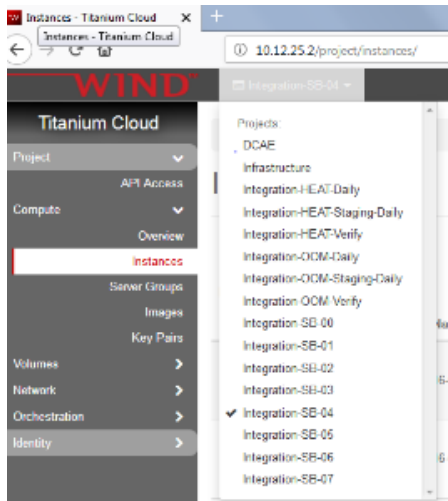 Instances - Titanium Cloud
Instances - Titanium Cloud
10.12.25.2/project/instances/
WIND
Integration-SB-04
Titanium Cloud
Project
API Access
Compute
Overview
Instances
Server Groups
Images
Key Pairs
Volumes
Network
Orchestration
Identity
Projects:
DCAE
Infrastructure
Integration-HEAT-Daily
Integration-HEAT-Staging-Daily
Integration-HEAT-Verify
Integration-OOM-Daily
Integration-OOM-Staging-Daily
Integration-OOM-Verify
Integration-SB-00
Integration-SB-01
Integration-SB-02
Integration-SB-03
Integration-SB-04
Integration-SB-05
Integration-SB-06
Integration-SB-07